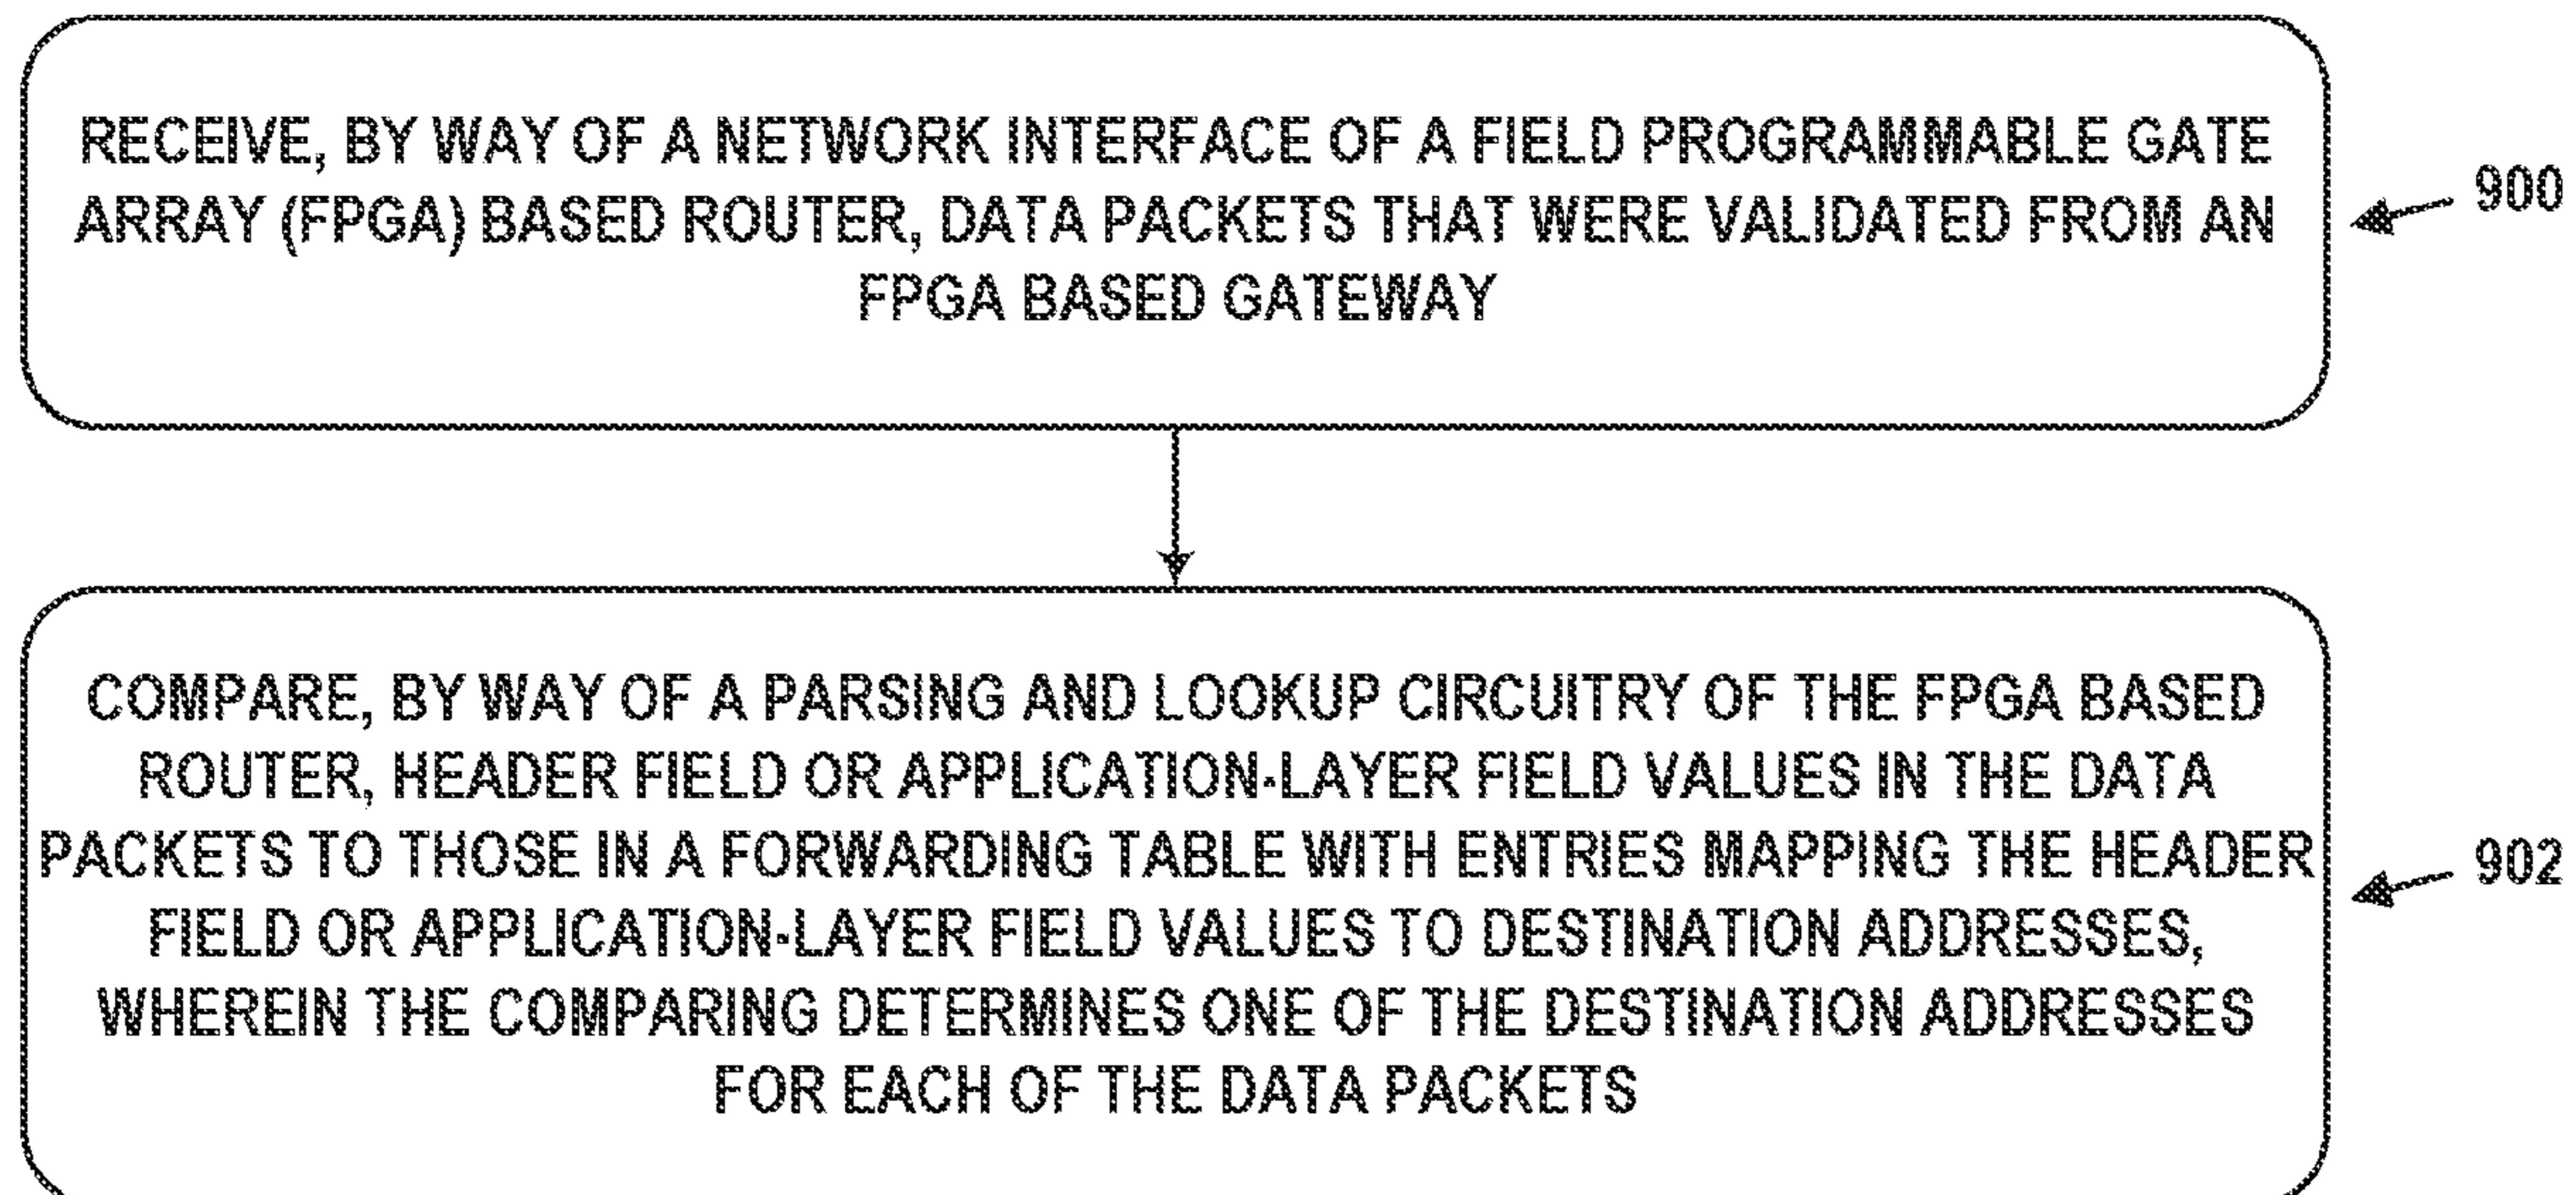 RECEIVE, BY WAY OF A NETWORK INTERFACE OF A FIELD PROGRAMMABLE GATE
ARRAY (FPGA) BASED ROUTER, DATA PACKETS THAT WERE VALIDATED FROM AN
FPGA BASED GATEWAY
900
COMPARE, BY WAY OF A PARSING AND LOOKUP CIRCUITRY OF THE FPGA BASED
ROUTER, HEADER FIELD OR APPLICATION-LAYER FIELD VALUES IN THE DATA
PACKETS TO THOSE IN A FORWARDING TABLE WITH ENTRIES MAPPING THE HEADER
FIELD OR APPLICATION-LAYER FIELD VALUES TO DESTINATION ADDRESSES,
WHEREIN THE COMPARING DETERMINES ONE OF THE DESTINATION ADDRESSES
FOR EACH OF THE DATA PACKETS
902